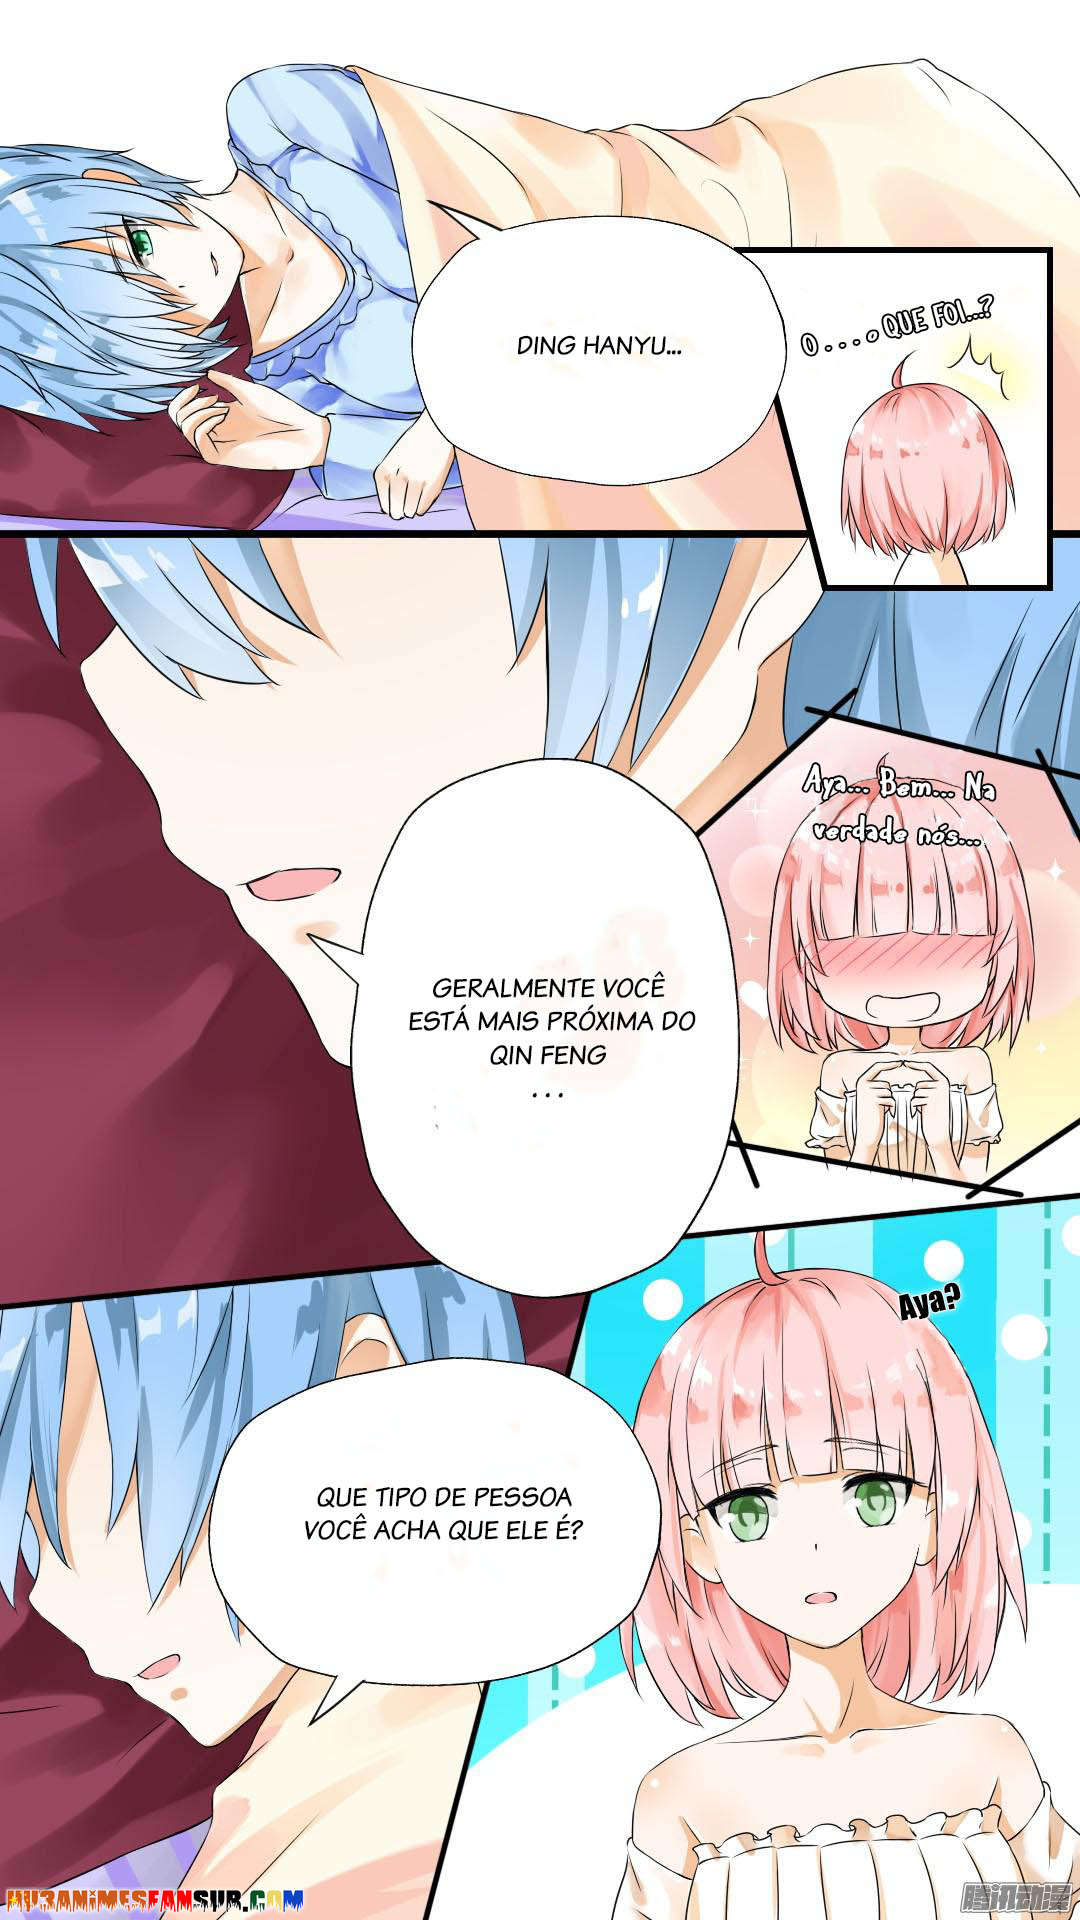 DING HANYU...
O....O QUE FOI...?
Aya... Bem... Na
verdade nós...
GERALMENTE VOCÊ
ESTÁ MAIS PRÓXIMA DO
QIN FENG
...
Aya?
QUE TIPO DE PESSOA
VOCÊ ACHA QUE ELE É?
HU3ANIMESFANSUB.COM
腾讯动漫